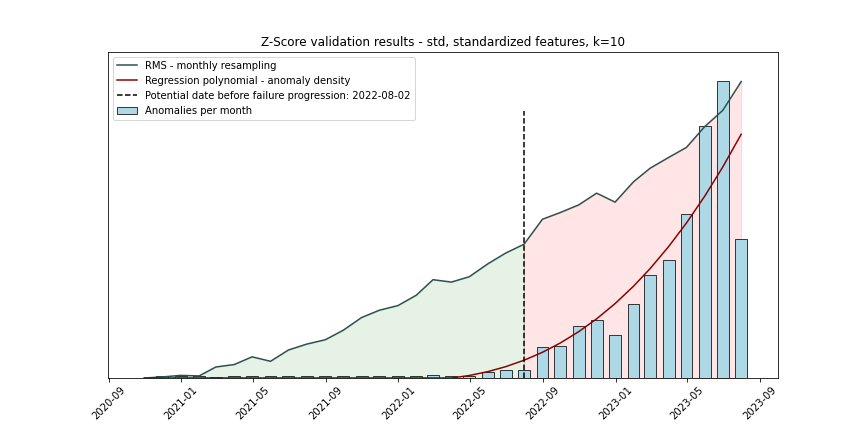 Z-Score validation results - std, standardized features, k=10
RMS - monthly resampling
Regression polynomial - anomaly density
Potential date before failure progression: 2022-08-02
Anomalies per month
2020-09
2021-01
2021-05
2021-09
2022-01
2022-05
2022-09
2023-01
2023-05
2023-09